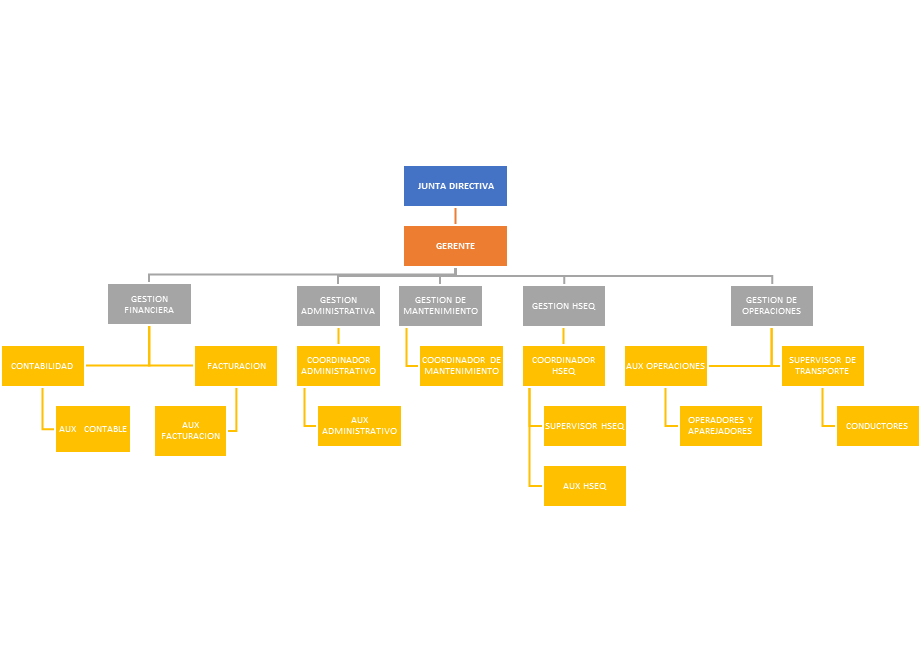 JUNTA DIRECTIVA
GERENTE
GESTION
FINANCIERA
GESTION
ADMINISTRATIVA
GESTION DE
MANTENIMIENTO
GESTION HSEQ
GESTION DE
OPERACIONES
CONTABILIDAD
FACTURACION
COORDINADOR
ADMINISTRATIVO
COORDINADOR DE
MANTENIMIENTO
COORDINADOR
HSEQ
AUX OPERACIONES
SUPERVISOR DE
TRANSPORTE
AUX CONTABLE
AUX
FACTURACION
AUX
ADMINISTRATIVO
SUPERVISOR HSEQ
OPERADORES Y
APAREJADORES
CONDUCTORES
AUX HSEQ